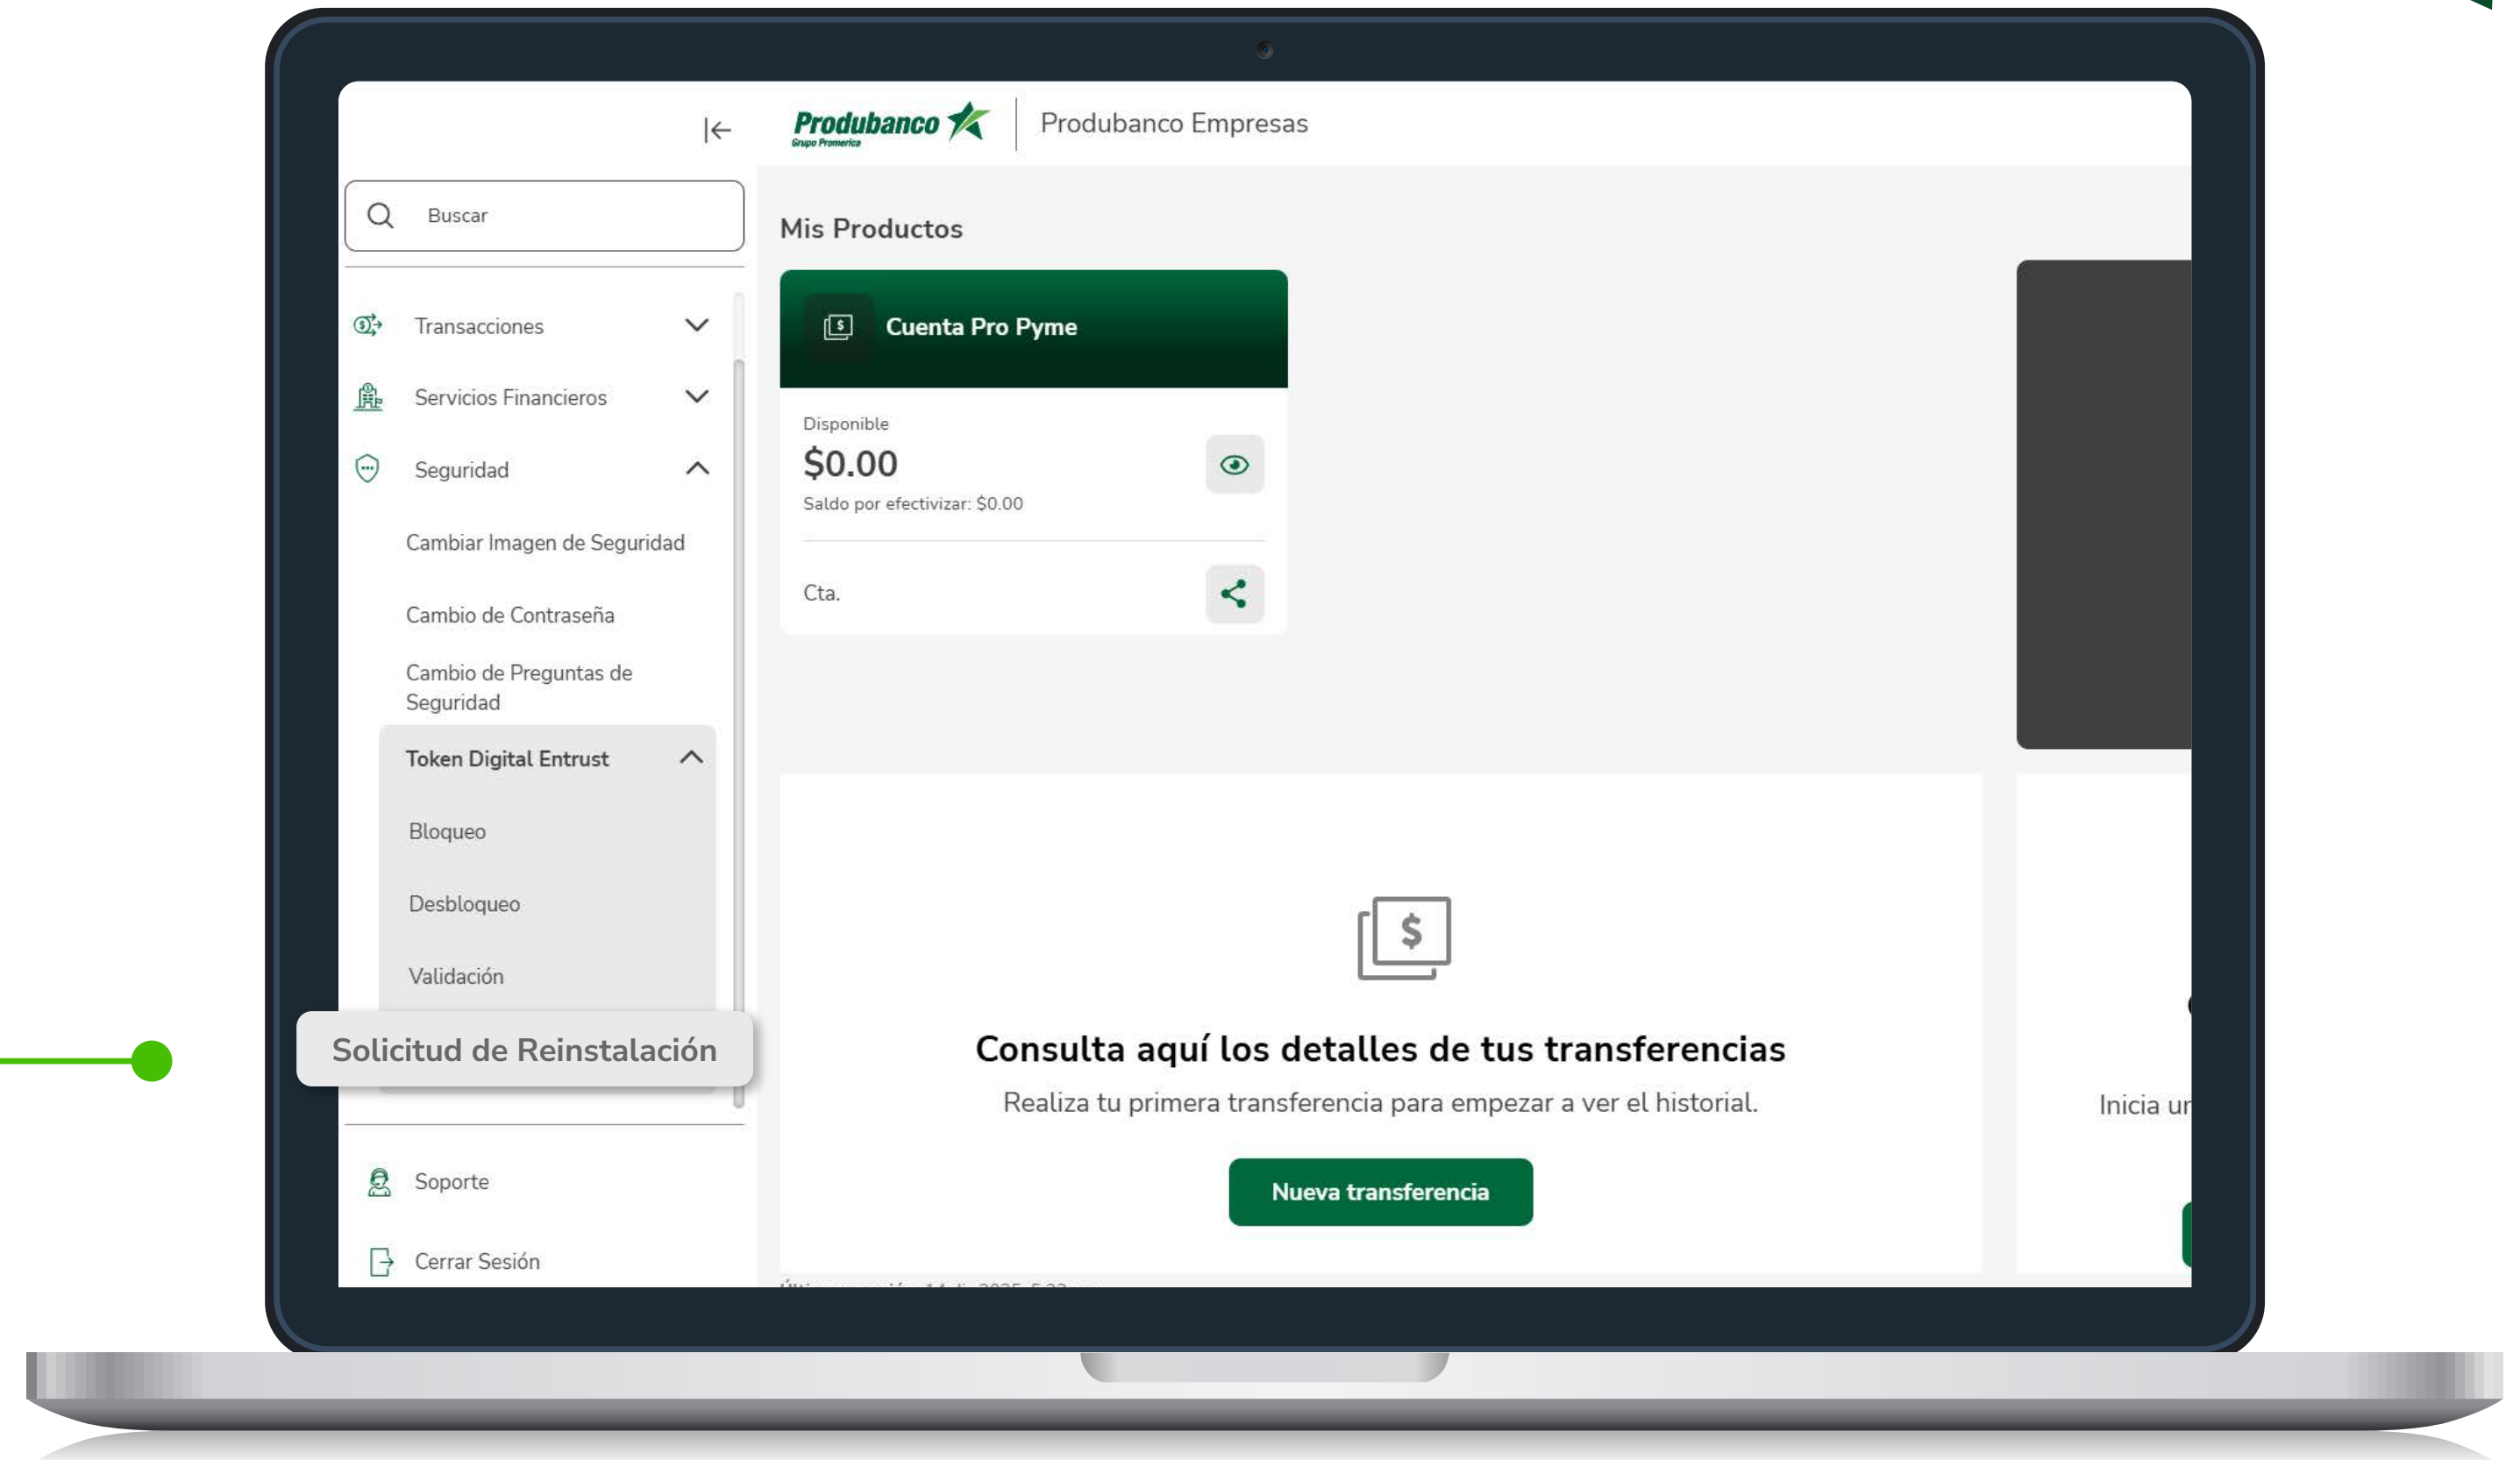 Produbanco
Grupo Promerica
Produbanco Empresas
Buscar
Transacciones
Servicios Financieros
Seguridad
Cambiar Imagen de Seguridad
Cambio de Contraseña
Cambio de Preguntas de
Seguridad
Token Digital Entrust
Bloqueo
Desbloqueo
Validación
Solicitud de Reinstalación
Soporte
Cerrar Sesión
Mis Productos
Cuenta Pro Pyme
Disponible
$0.00
Saldo por efectivizar: $0.00
Cta.
$
Consulta aquí los detalles de tus transferencias
Realiza tu primera transferencia para empezar a ver el historial.
Nueva transferencia
Inicia